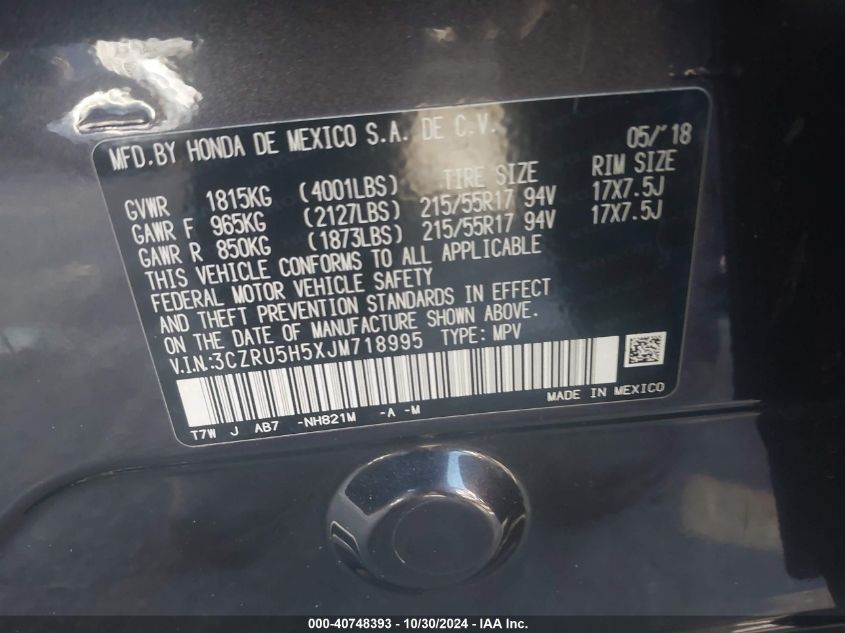 MFD.BY HONDA DE MEXICO S.A. DE C.V. 05/'18
TIRE SIZE RIM SIZE
GVWR 1815KG (4001LBS)
GAWR F 965KG (2127LBS) 215/55R17 94V 17X7.5J
GAWR R 850KG (1873LBS) 215/55R17 94V 17X7.5J
THIS VEHICLE CONFORMS TO ALL APPLICABLE
FEDERAL MOTOR VEHICLE SAFETY
AND THEFT PREVENTION STANDARDS IN EFFECT
ON THE DATE OF MANUFACTURE SHOWN ABOVE.
V.I.N.:3CZRU5H5XJM718995 TYPE: MPV
MADE IN MEXICO
T7W J AB7 -NH821M -A -M
000-40748393 - 10/30/2024 - IAA Inc.